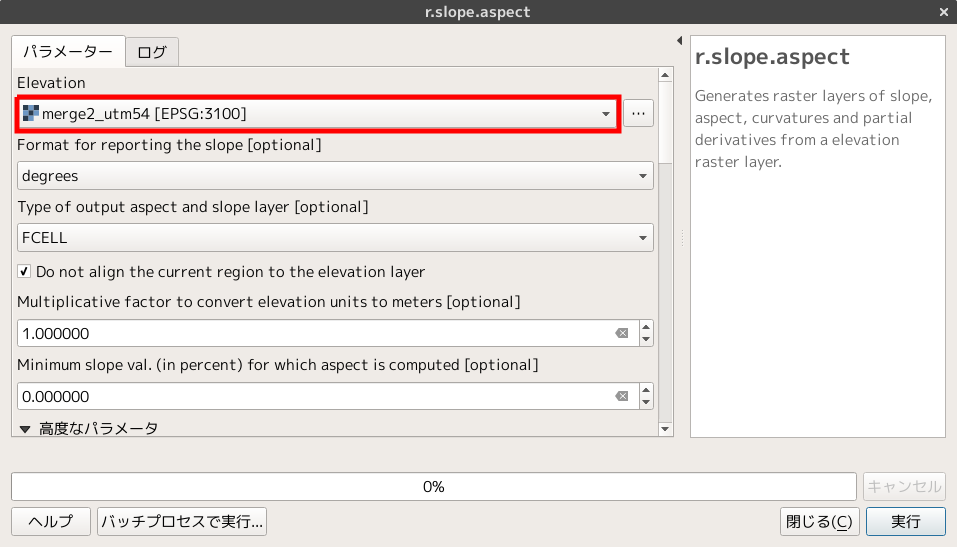 r.slope.aspect
パラメーター
ログ
Elevation
merge2_utm54 [EPSG:3100]
...
Format for reporting the slope [optional]
degrees
Type of output aspect and slope layer [optional]
FCELL
Do not align the current region to the elevation layer
Multiplicative factor to convert elevation units to meters [optional]
1.000000
Minimum slope val. (in percent) for which aspect is computed [optional]
0.000000
高度なパラメータ
r.slope.aspect
Generates raster layers of slope,
aspect, curvatures and partial
derivatives from a elevation
raster layer.
0%
キャンセル
ヘルプ
バッチプロセスで実行...
閉じる(C)
実行